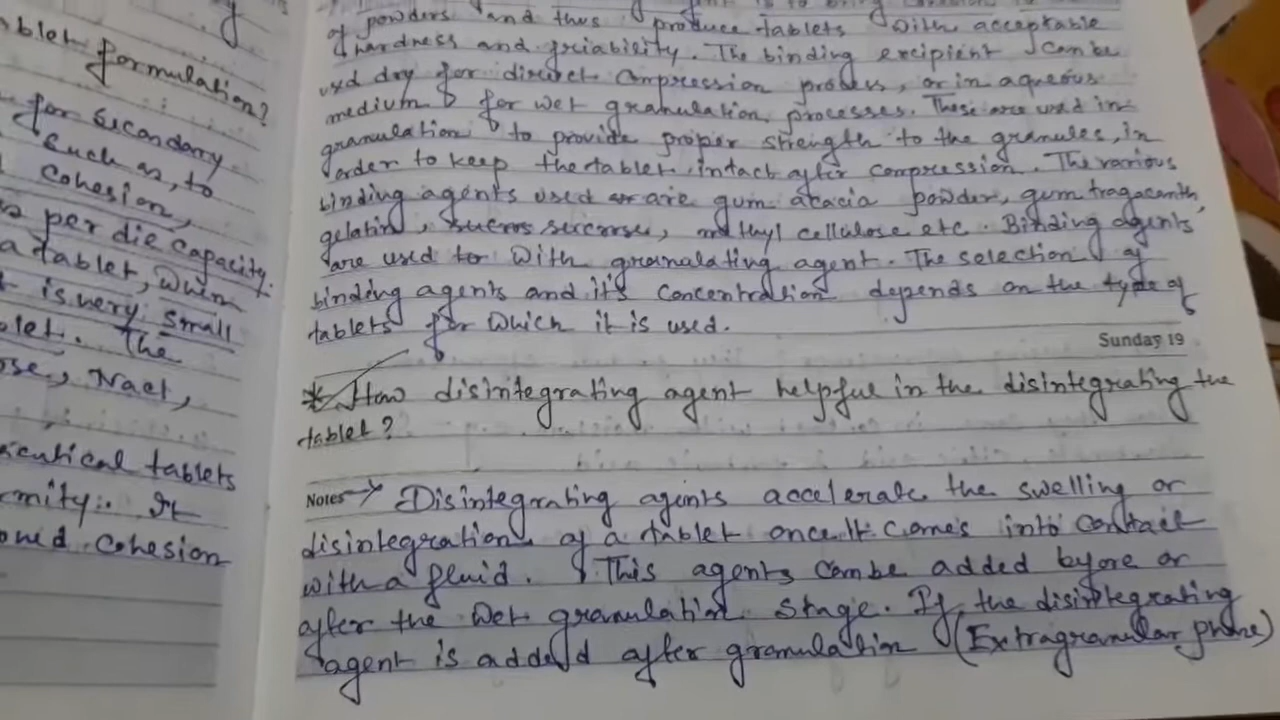 ablet formulation?
for Secondary
Such as, to
cohesion,
per die capacity.
a tablet, when
t is very small
blet. The
ose, Nacl,
aceutical tablets
rmity. It
ovid cohesion
of powders and thus produce tablets with acceptable
hardness and friability. The binding excipient can be
usd dry for direct compression process, or in aqueous
medium for wet granulation processes. These are used in
granulation to provide proper strength to the granules, in
order to keep the tablet intact after compression. The various
binding agents used are gum atacia powder, gum tragacanth,
gelatin, sucrose, methyl cellulose etc. Binding agents
are used to With granulating agent. The selection of
binding agents and it's concentration depends on the type of
tablets for which it is used.
Sunday 19
* How disintegrating agent helpful in the disintegrating the
tablet?
Notes → Disintegrating agents accelerate the swelling or
disintegration of a tablet once It comes into contact
with a fluid. This agents can be added before or
after the wet granulation stage. If the disintegrating
agent is added after granulation (Extragranular phase)